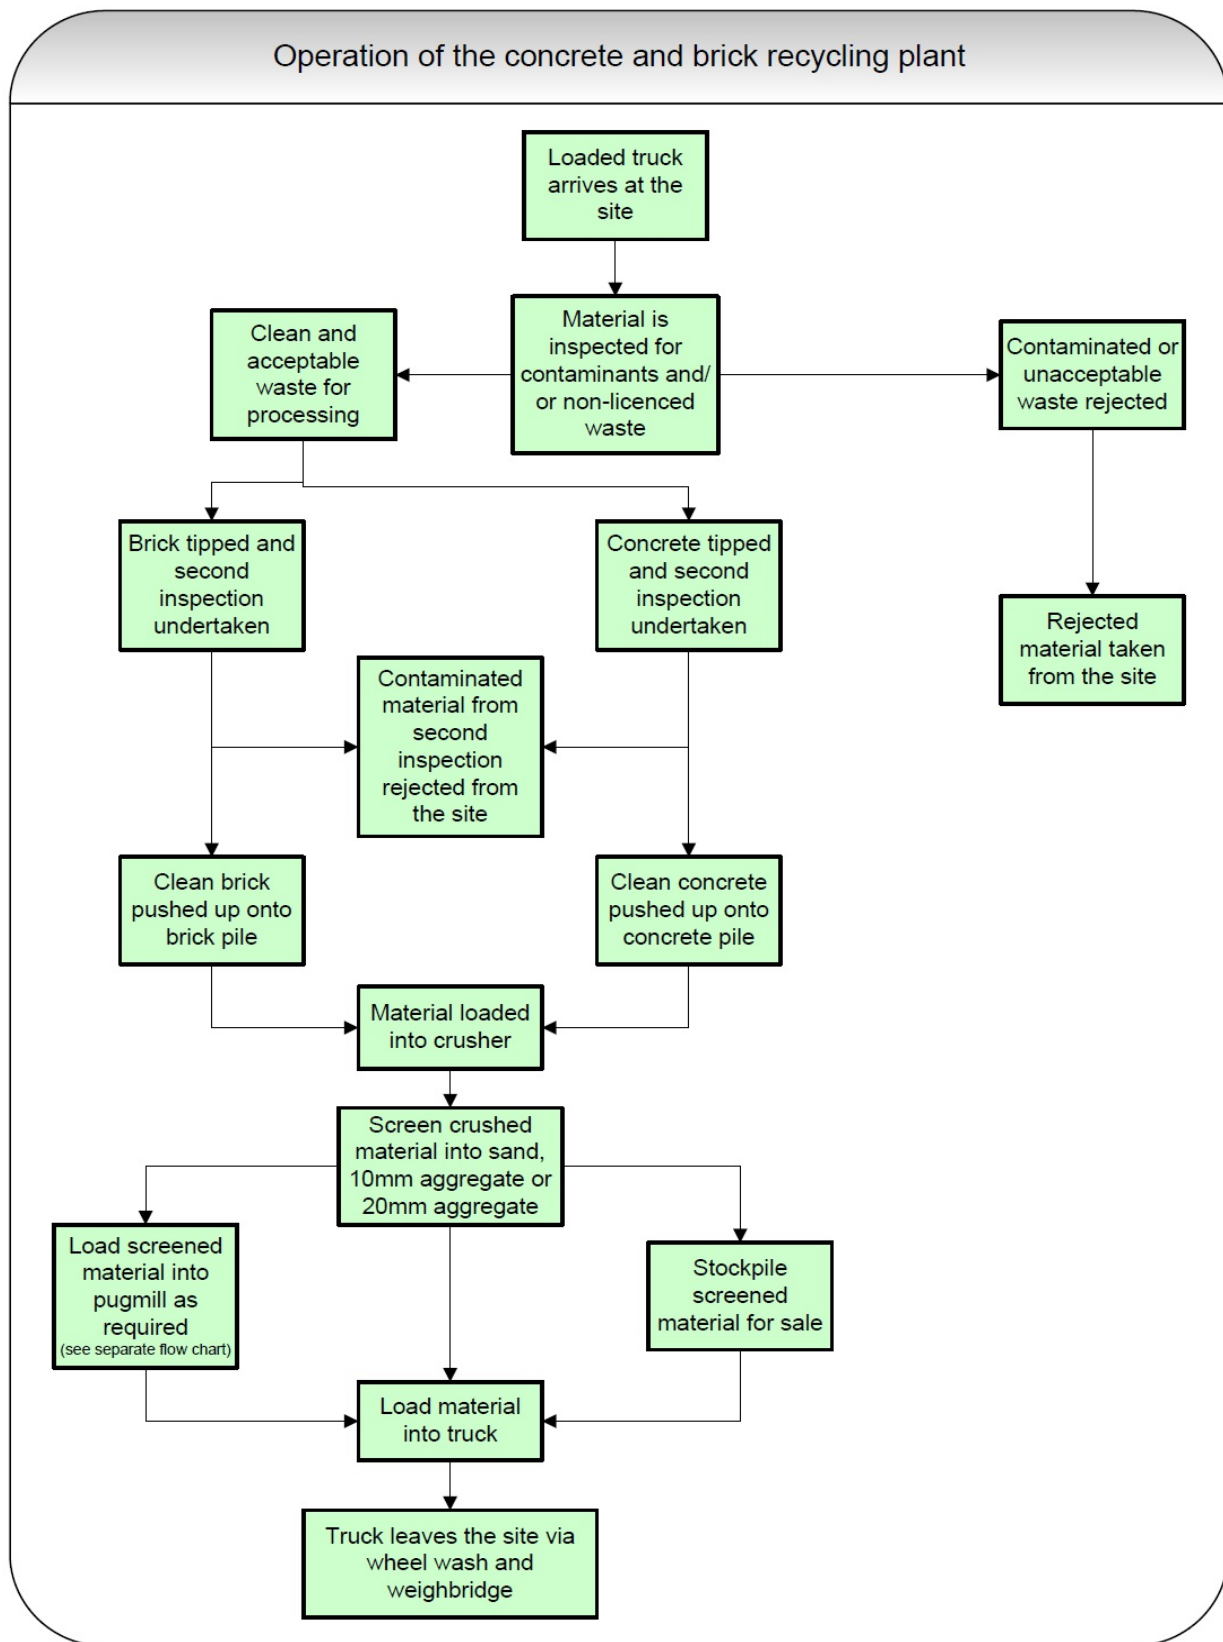 Operation of the concrete and brick recycling plant
Loaded truck
arrives at the
site
Clean and
acceptable
waste for
processing
Material is
inspected for
contaminants and/
or non-licenced
waste
Contaminated or
unacceptable
waste rejected
Brick tipped and
second
inspection
undertaken
Concrete tipped
and second
inspection
undertaken
Rejected
material taken
from the site
Contaminated
material from
second
inspection
rejected from
the site
Clean brick
pushed up onto
brick pile
Clean concrete
pushed up onto
concrete pile
Material loaded
into crusher
Screen crushed
material into sand,
10mm aggregate or
20mm aggregate
Load screened
material into
pugmill as
required
(see separate flow chart)
Stockpile
screened
material for sale
Load material
into truck
Truck leaves the site via
wheel wash and
weighbridge